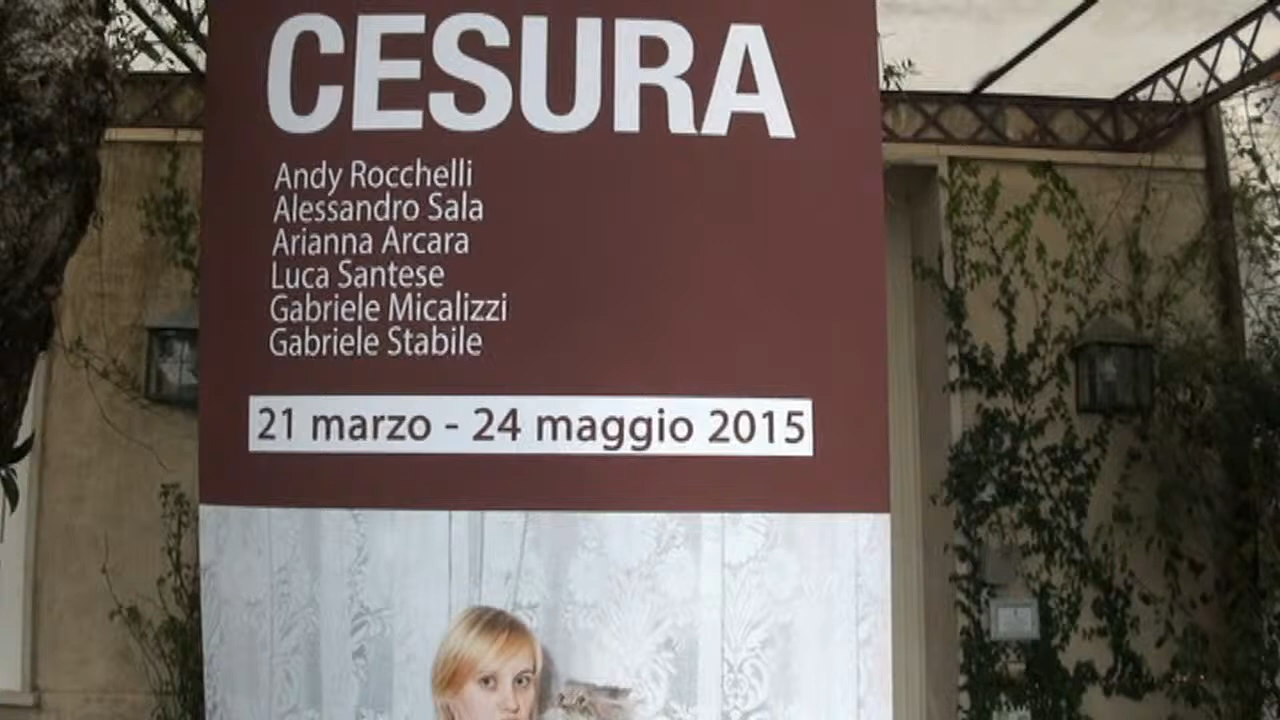 CESURA
Andy Rocchelli
Alessandro Sala
Arianna Arcara
Luca Santese
Gabriele Micalizzi
Gabriele Stabile
21 marzo - 24 maggio 2015